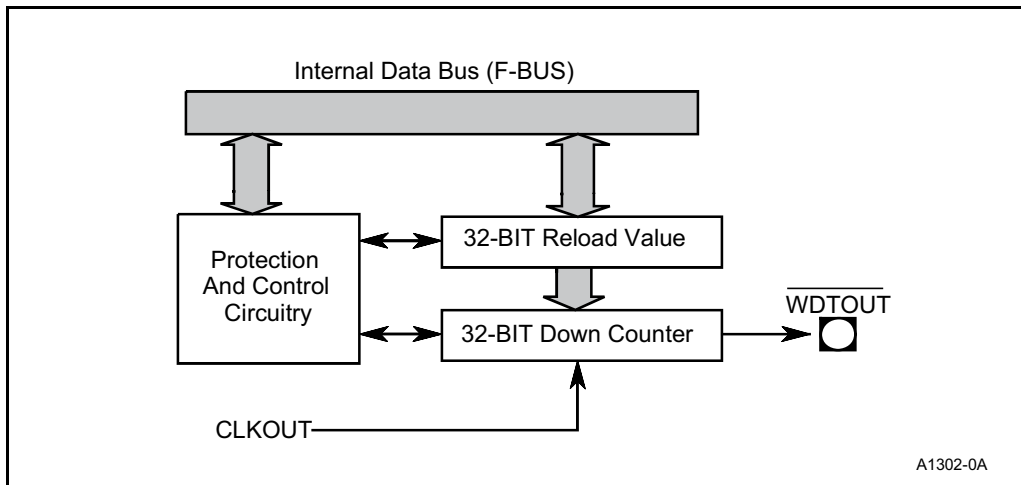 Internal Data Bus (F-BUS)
Protection
And Control
Circuitry
32-BIT Reload Value
32-BIT Down Counter
WDTOUT
CLKOUT
A1302-0A